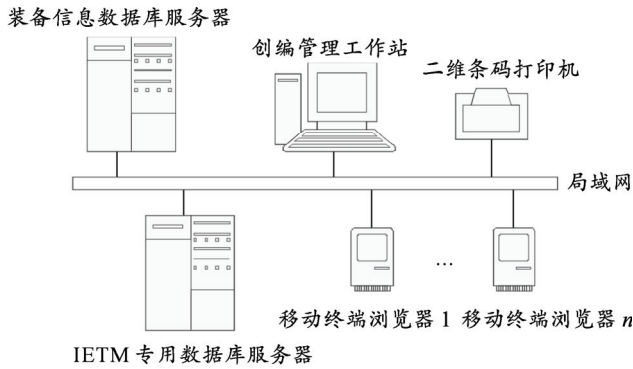 装备信息数据库服务器
创编管理工作站
二维条码打印机
局域网
…
移动终端浏览器 1 移动终端浏览器 n
IETM 专用数据库服务器